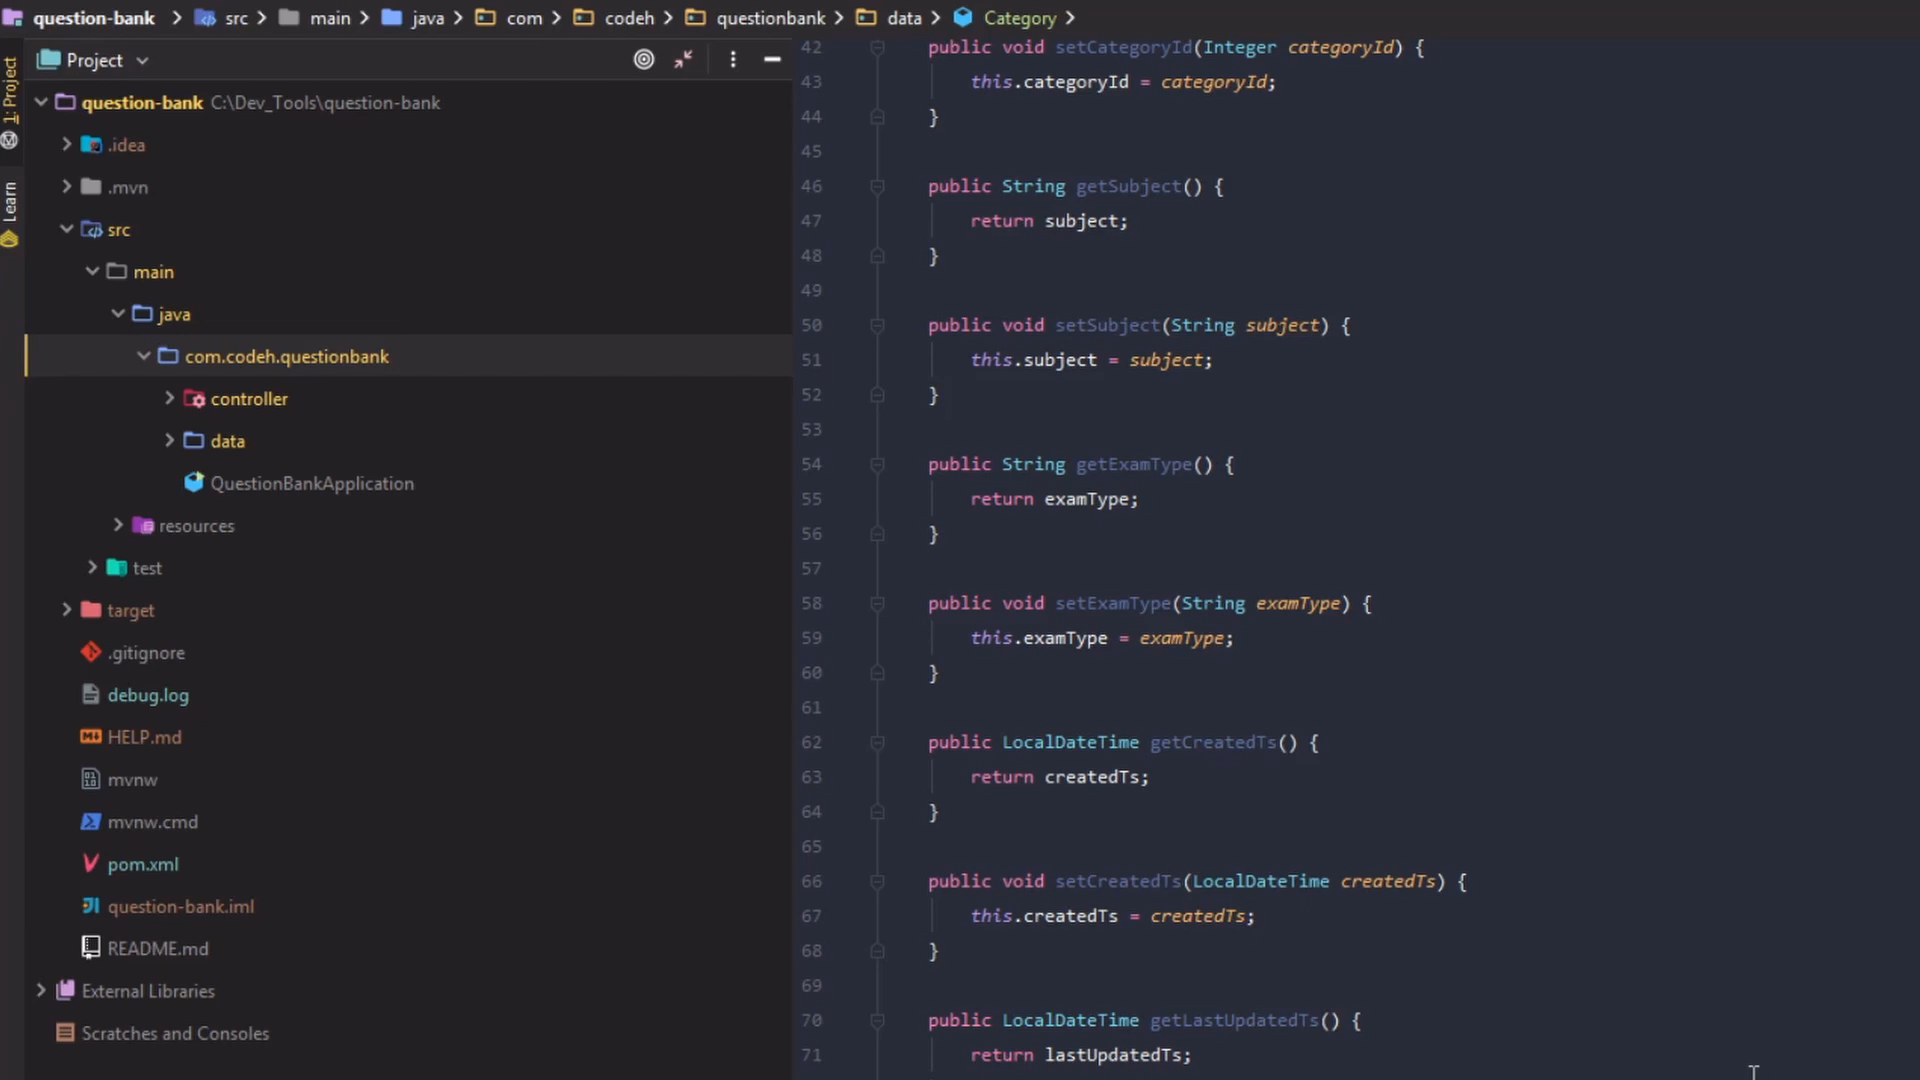 question-bank src main java com codeh questionbank data Category
1: Project
Learn
Project
question-bank C:\Dev_Tools\question-bank
.idea
.mvn
src
main
java
com.codeh.questionbank
controller
data
QuestionBankApplication
resources
test
target
.gitignore
debug.log
HELP.md
mvnw
mvnw.cmd
pom.xml
question-bank.iml
README.md
External Libraries
Scratches and Consoles
42 public void setCategoryId(Integer categoryId) {
43 this.categoryId = categoryId;
44 }
45
46 public String getSubject() {
47 return subject;
48 }
49
50 public void setSubject(String subject) {
51 this.subject = subject;
52 }
53
54 public String getExamType() {
55 return examType;
56 }
57
58 public void setExamType(String examType) {
59 this.examType = examType;
60 }
61
62 public LocalDateTime getCreatedTs() {
63 return createdTs;
64 }
65
66 public void setCreatedTs(LocalDateTime createdTs) {
67 this.createdTs = createdTs;
68 }
69
70 public LocalDateTime getLastUpdatedTs() {
71 return lastUpdatedTs;